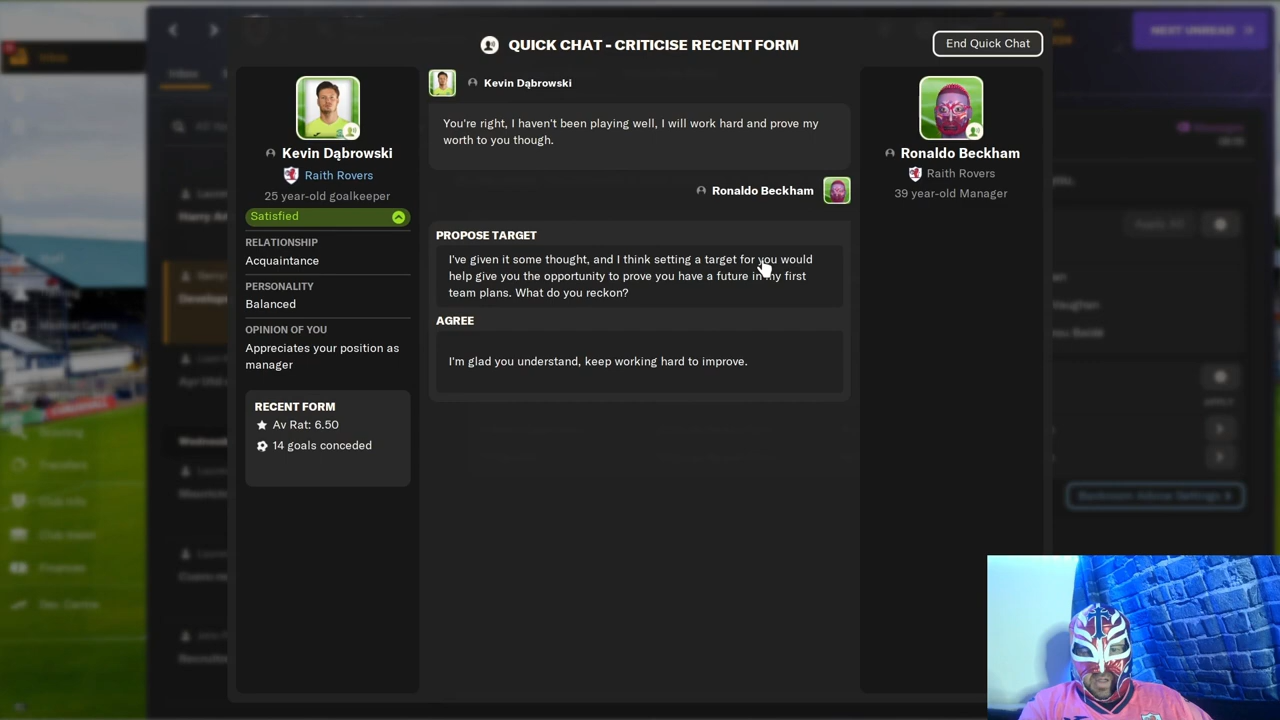 QUICK CHAT - CRITICISE RECENT FORM
End Quick Chat
NEXT UNREAD
Kevin Dąbrowski
Raith Rovers
25 year-old goalkeeper
Satisfied
RELATIONSHIP
Acquaintance
PERSONALITY
Balanced
OPINION OF YOU
Appreciates your position as
manager
RECENT FORM
Av Rat: 6.50
14 goals conceded
Kevin Dąbrowski
You're right, I haven't been playing well, I will work hard and prove my
worth to you though.
Ronaldo Beckham
PROPOSE TARGET
I've given it some thought, and I think setting a target for you would
help give you the opportunity to prove you have a future in my first
team plans. What do you reckon?
AGREE
I'm glad you understand, keep working hard to improve.
Ronaldo Beckham
Raith Rovers
39 year-old Manager